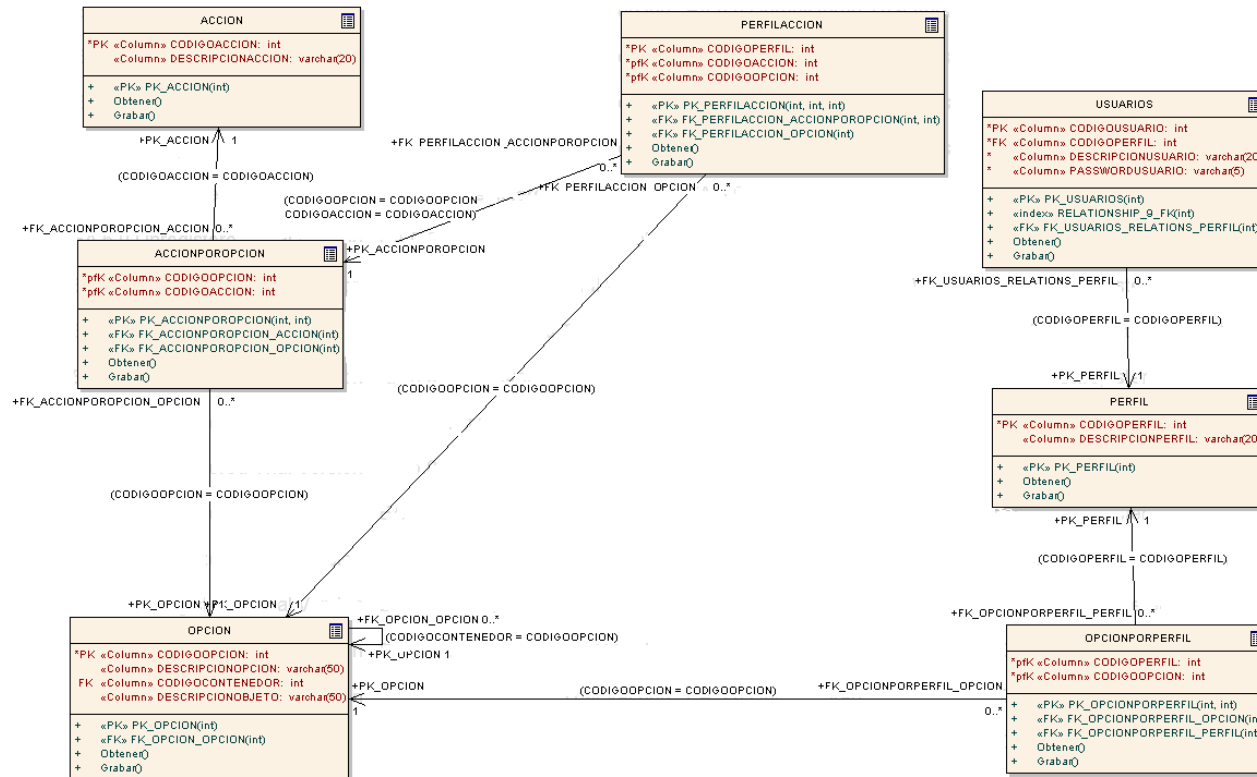 ACCION
*PK «Column» CODIGOACCION: int
«Column» DESCRIPCIONACCION: varchar(20)
+ «PK» PK_ACCION(int)
+ Obtener()
+ Grabar()
+PK_ACCION 1
(CODIGOACCION = CODIGOACCION)
+FK_ACCIONPOROPCION_ACCION 0..*
ACCIONPOROPCION
*pfK «Column» CODIGOOPCION: int
*pfK «Column» CODIGOACCION: int
+ «PK» PK_ACCIONPOROPCION(int, int)
+ «FK» FK_ACCIONPOROPCION_ACCION(int)
+ «FK» FK_ACCIONPOROPCION_OPCION(int)
+ Obtener()
+ Grabar()
+FK_ACCIONPOROPCION_OPCION 0..*
(CODIGOOPCION = CODIGOOPCION)
+PK_OPCION
PERFILACCION
*PK «Column» CODIGOPERFIL: int
*pfK «Column» CODIGOACCION: int
*pfK «Column» CODIGOOPCION: int
+ «PK» PK_PERFILACCION(int, int, int)
+ «FK» FK_PERFILACCION_ACCIONPOROPCION(int, int)
+ «FK» FK_PERFILACCION_OPCION(int)
+ Obtener()
+ Grabar()
+FK_PERFILACCION_ACCIONPOROPCION
0..*
+FK_PERFILACCION_OPCION 0..*
(CODIGOOPCION = CODIGOOPCION
CODIGOACCION = CODIGOACCION)
+PK_ACCIONPOROPCION
1
(CODIGOOPCION = CODIGOOPCION)
PK_OPCION 1
OPCION
*PK «Column» CODIGOOPCION: int
«Column» DESCRIPCIONOPCION: varchar(50)
FK «Column» CODIGOCONTENEDOR: int
«Column» DESCRIPCIONOBJETO: varchar(50)
+ «PK» PK_OPCION(int)
+ «FK» FK_OPCION_OPCION(int)
+ Obtener()
+ Grabar()
+FK_OPCION_OPCION 0..*
(CODIGOCONTENEDOR = CODIGOOPCION)
+PK_OPCION 1
+PK_OPCION
1
(CODIGOOPCION = CODIGOOPCION)
+FK_OPCIONPORPERFIL_OPCION
0..*
USUARIOS
*PK «Column» CODIGOUSUARIO: int
*FK «Column» CODIGOPERFIL: int
* «Column» DESCRIPCIONUSUARIO: varchar(20
* «Column» PASSWORDUSUARIO: varchar(5)
+ «PK» PK_USUARIOS(int)
+ «index» RELATIONSHIP_9_FK(int)
+ «FK» FK_USUARIOS_RELATIONS_PERFIL(int)
+ Obtener()
+ Grabar()
+FK_USUARIOS_RELATIONS_PERFIL 0..*
(CODIGOPERFIL = CODIGOPERFIL)
+PK_PERFIL 1
PERFIL
*PK «Column» CODIGOPERFIL: int
«Column» DESCRIPCIONPERFIL: varchar(20
+ «PK» PK_PERFIL(int)
+ Obtener()
+ Grabar()
+PK_PERFIL 1
(CODIGOPERFIL = CODIGOPERFIL)
+FK_OPCIONPORPERFIL_PERFIL 0..*
OPCIONPORPERFIL
*pfK «Column» CODIGOPERFIL: int
*pfK «Column» CODIGOOPCION: int
+ «PK» PK_OPCIONPORPERFIL(int, int)
+ «FK» FK_OPCIONPORPERFIL_OPCION(in
+ «FK» FK_OPCIONPORPERFIL_PERFIL(int
+ Obtener()
+ Grabar()